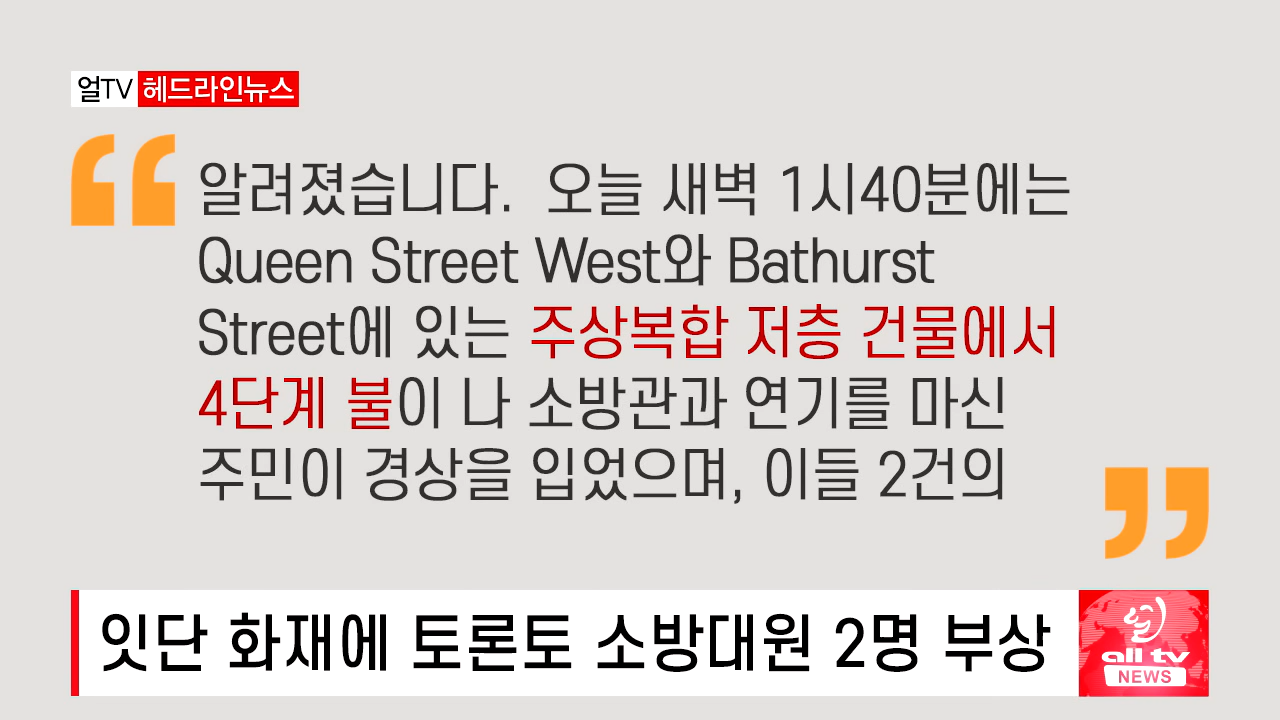 얼TV 헤드라인뉴스
알려졌습니다. 오늘 새벽 1시40분에는
Queen Street West와 Bathurst
Street에 있는 주상복합 저층 건물에서
4단계 불이 나 소방관과 연기를 마신
주민이 경상을 입었으며, 이들 2건의
잇단 화재에 토론토 소방대원 2명 부상
얼
all tv
NEWS